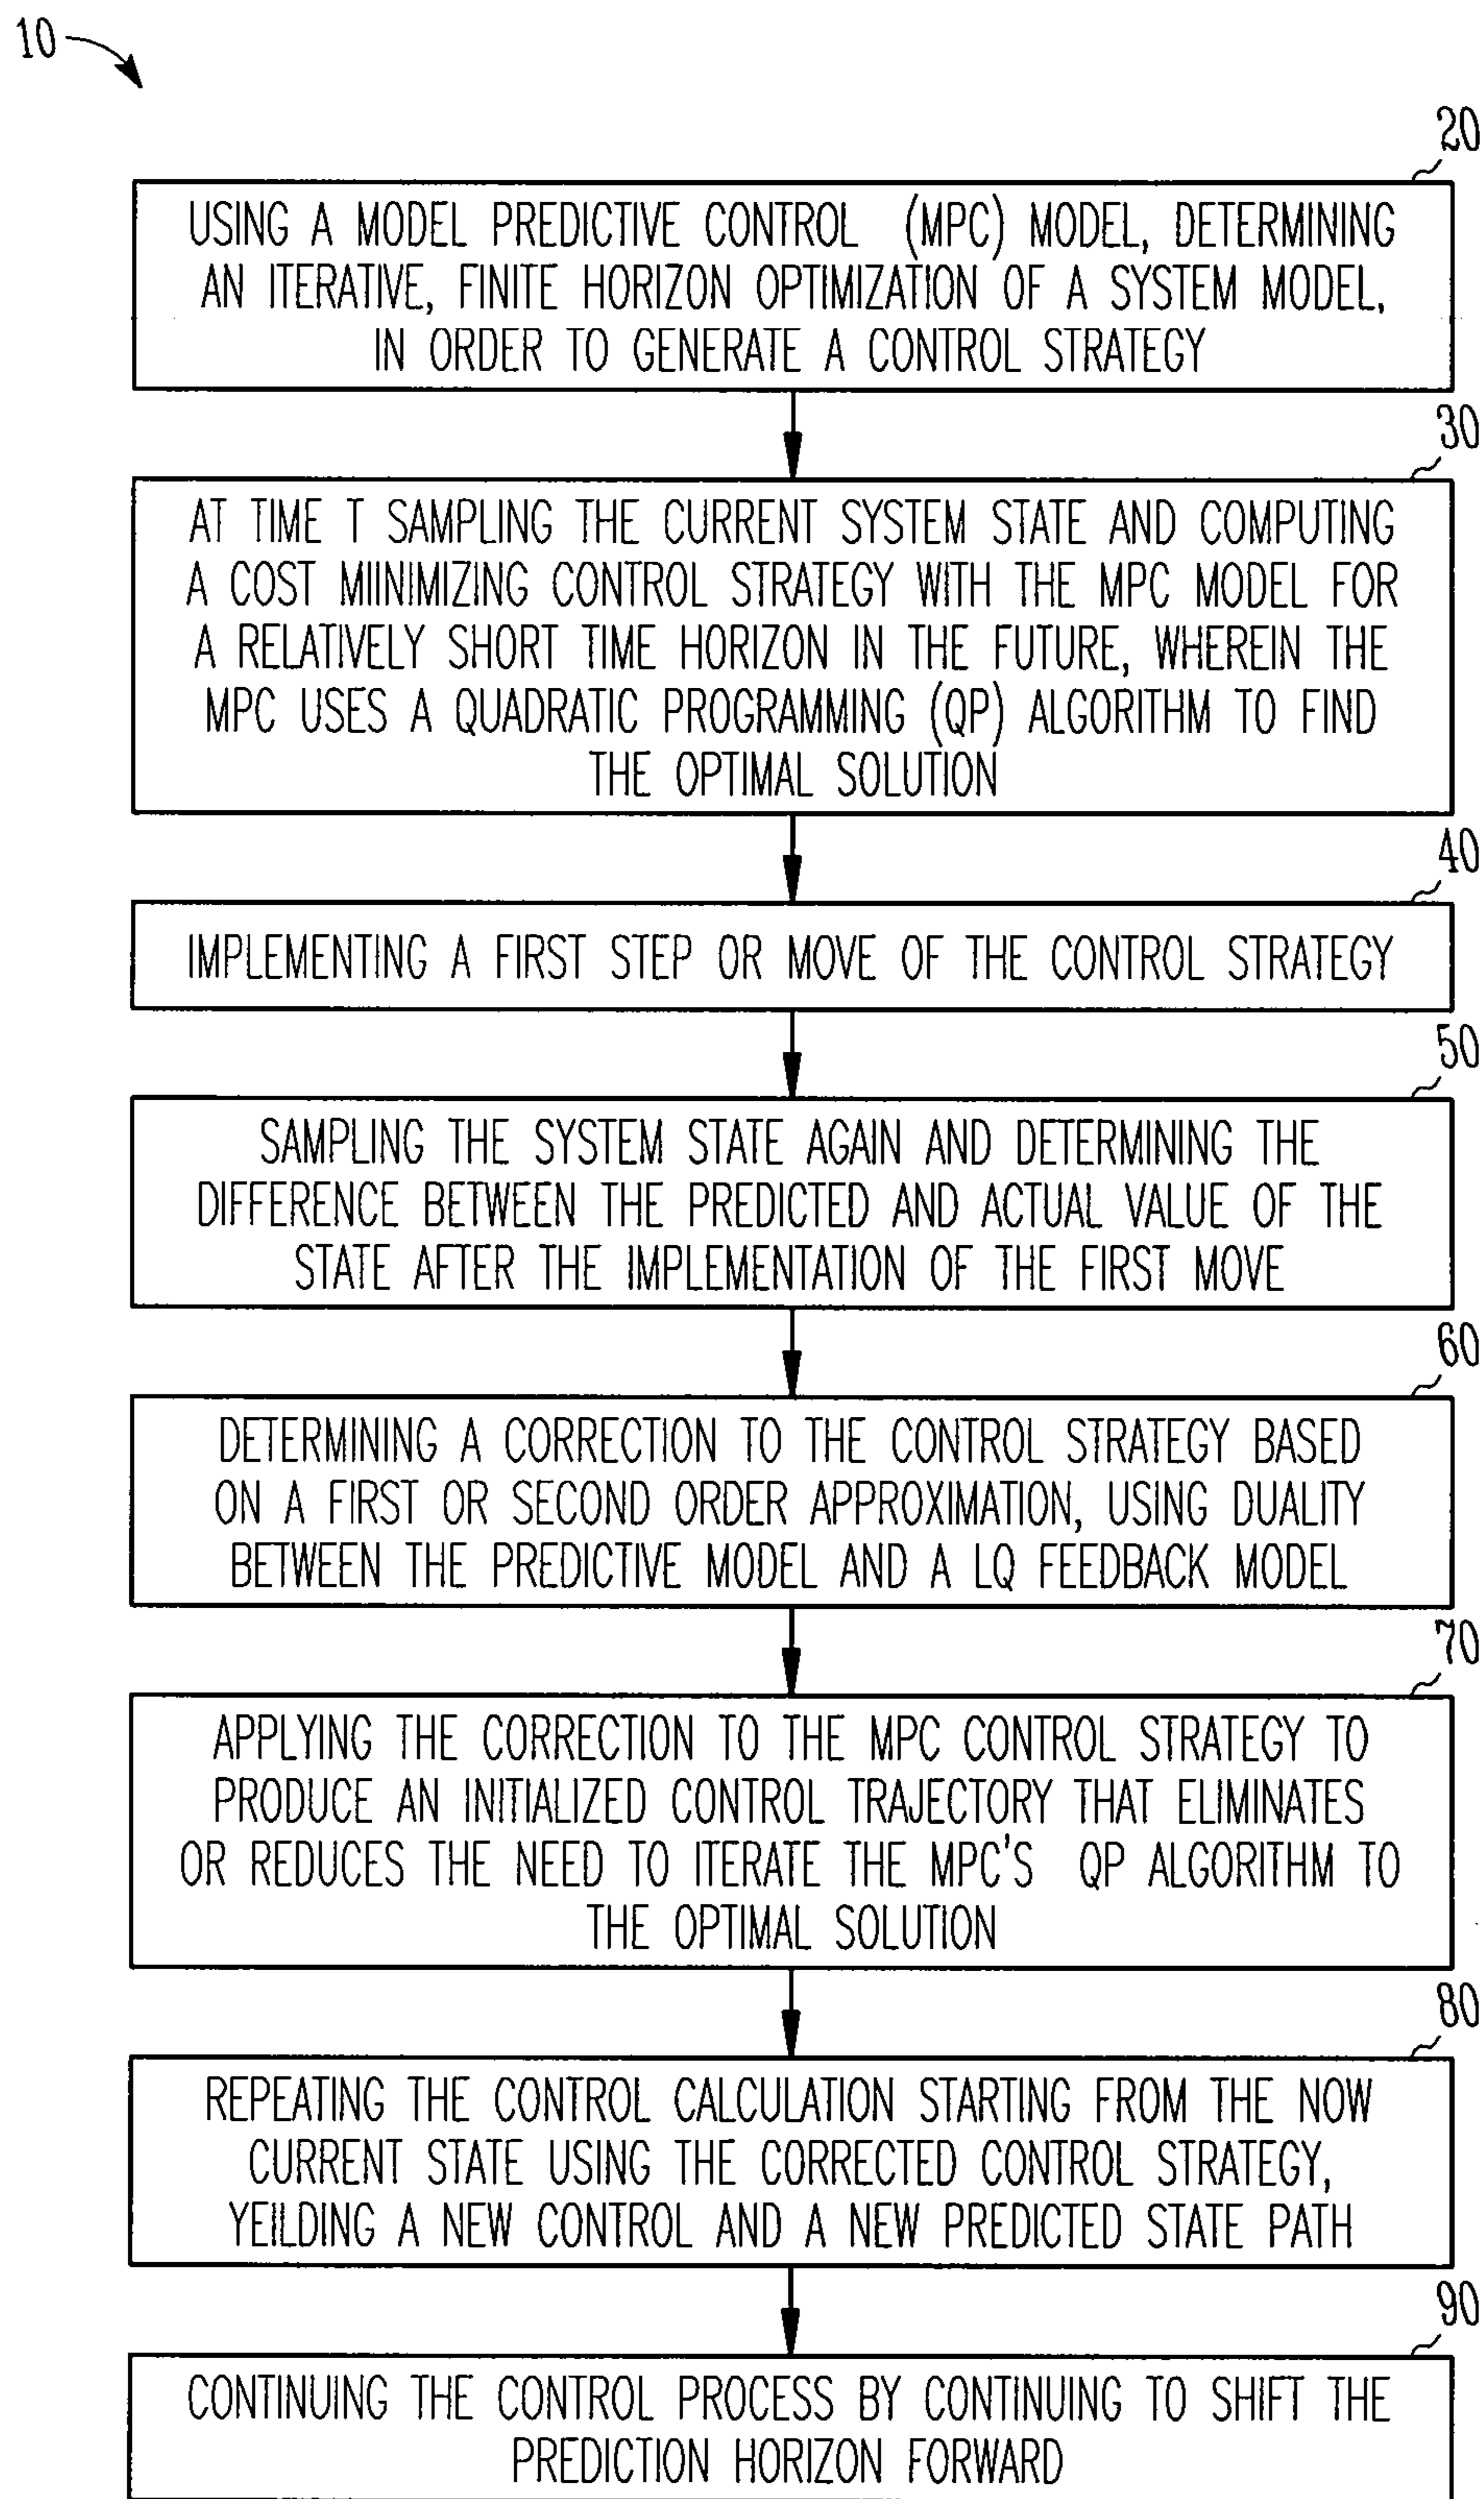 10
20
USING A MODEL PREDICTIVE CONTROL (MPC) MODEL, DETERMINING
AN ITERATIVE, FINITE HORIZON OPTIMIZATION OF A SYSTEM MODEL,
IN ORDER TO GENERATE A CONTROL STRATEGY
30
AT TIME T SAMPLING THE CURRENT SYSTEM STATE AND COMPUTING
A COST MIINIMIZING CONTROL STRATEGY WITH THE MPC MODEL FOR
A RELATIVELY SHORT TIME HORIZON IN THE FUTURE, WHEREIN THE
MPC USES A QUADRATIC PROGRAMMING (QP) ALGORITHM TO FIND
THE OPTIMAL SOLUTION
40
IMPLEMENTING A FIRST STEP OR MOVE OF THE CONTROL STRATEGY
50
SAMPLING THE SYSTEM STATE AGAIN AND DETERMINING THE
DIFFERENCE BETWEEN THE PREDICTED AND ACTUAL VALUE OF THE
STATE AFTER THE IMPLEMENTATION OF THE FIRST MOVE
60
DETERMINING A CORRECTION TO THE CONTROL STRATEGY BASED
ON A FIRST OR SECOND ORDER APPROXIMATION, USING DUALITY
BETWEEN THE PREDICTIVE MODEL AND A LQ FEEDBACK MODEL
70
APPLYING THE CORRECTION TO THE MPC CONTROL STRATEGY TO
PRODUCE AN INITIALIZED CONTROL TRAJECTORY THAT ELIMINATES
OR REDUCES THE NEED TO ITERATE THE MPC'S QP ALGORITHM TO
THE OPTIMAL SOLUTION
80
REPEATING THE CONTROL CALCULATION STARTING FROM THE NOW
CURRENT STATE USING THE CORRECTED CONTROL STRATEGY,
YEILDING A NEW CONTROL AND A NEW PREDICTED STATE PATH
90
CONTINUING THE CONTROL PROCESS BY CONTINUING TO SHIFT THE
PREDICTION HORIZON FORWARD